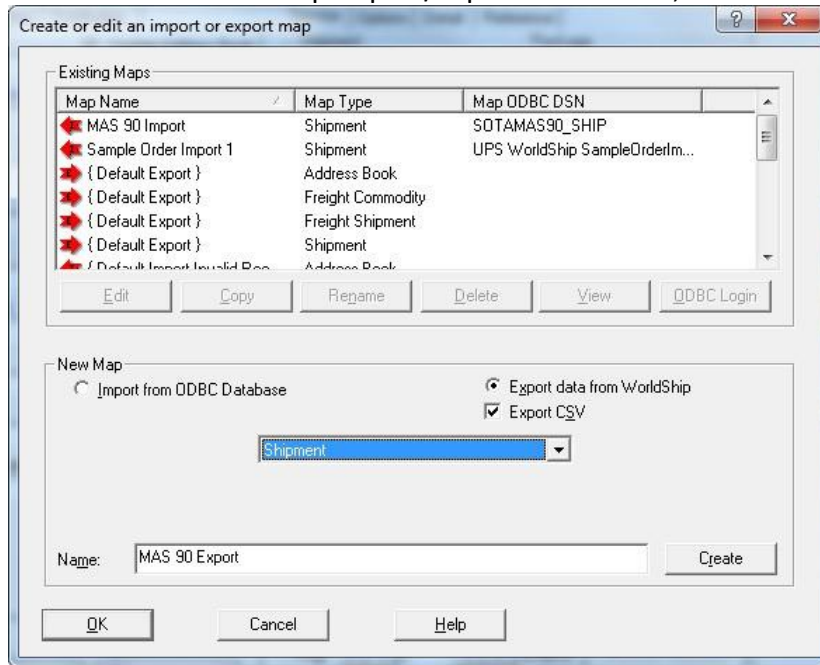 Create or edit an import or export map
Existing Maps
Map Name Map Type Map ODBC DSN
MAS 90 Import Shipment SOTAMAS90_SHIP
Sample Order Import 1 Shipment UPS WorldShip SampleOrderIm...
{ Default Export } Address Book
{ Default Export } Freight Commodity
{ Default Export } Freight Shipment
{ Default Export } Shipment
{ Default Import Invalid Address Book
Edit Copy Rename Delete View ODBC Login
New Map
Import from ODBC Database Export data from WorldShip
Export CSV
Shipment
Name: MAS 90 Export Create
OK Cancel Help